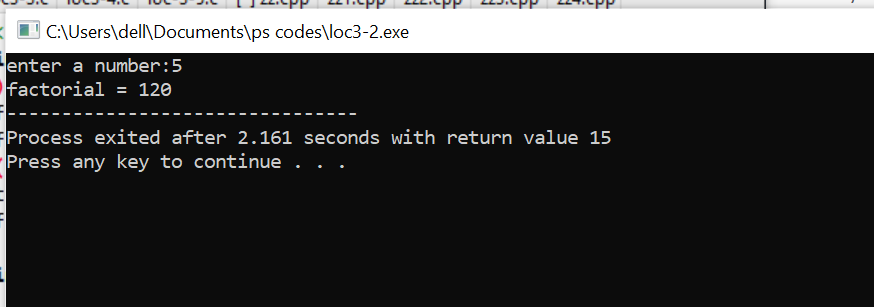 C:\Users\dell\Documents\ps codes\loc3-2.exe
enter a number:5
factorial = 120
--------------------------------
Process exited after 2.161 seconds with return value 15
Press any key to continue . . .